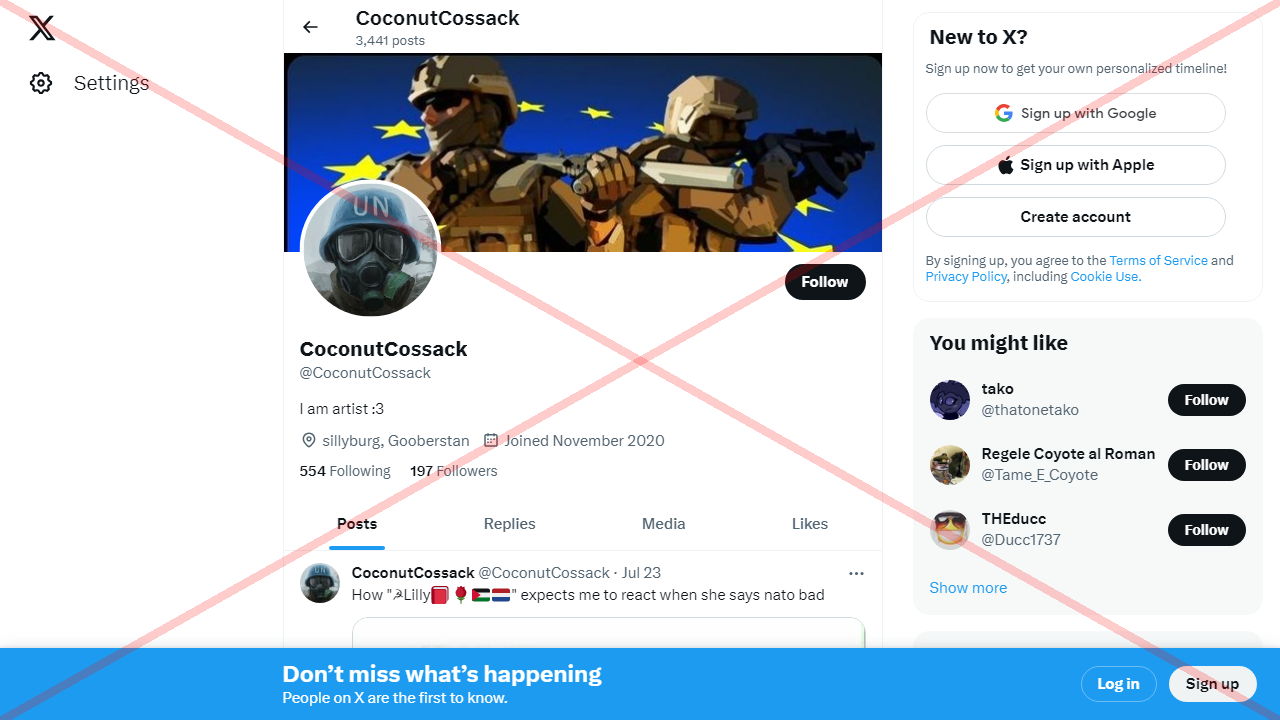 Settings
CoconutCossack
3,441 posts
UN
Follow
CoconutCossack
@CoconutCossack
I am artist :3
sillyburg, Gooberstan Joined November 2020
554 Following 197 Followers
Posts Replies Media Likes
CoconutCossack @CoconutCossack · Jul 23
How "☭Lilly📕🌹🇵🇸🇳🇱" expects me to react when she says nato bad
New to X?
Sign up now to get your own personalized timeline!
Sign up with Google
Sign up with Apple
Create account
By signing up, you agree to the Terms of Service and
Privacy Policy, including Cookie Use.
You might like
tako
@thatonetako
Follow
Regele Coyote al Roman
@Tame_E_Coyote
Follow
THEducc
@Ducc1737
Follow
Show more
Don’t miss what’s happening
People on X are the first to know.
Log in
Sign up